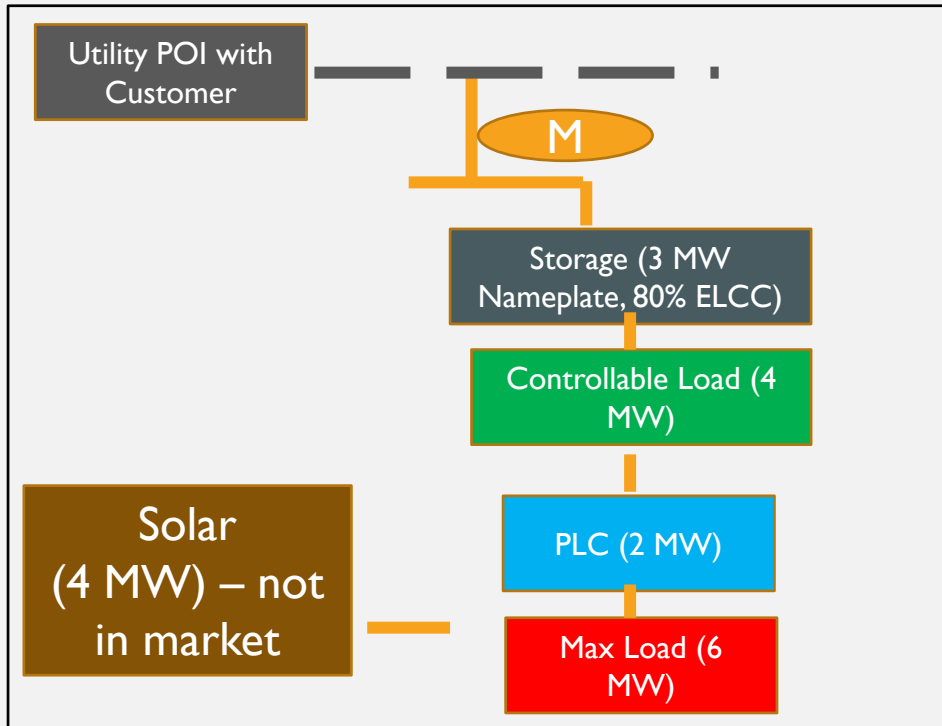 Utility POI with
Customer
M
Storage (3 MW
Nameplate, 80% ELCC)
Controllable Load (4
MW)
Solar
(4 MW) – not
in market
PLC (2 MW)
Max Load (6
MW)